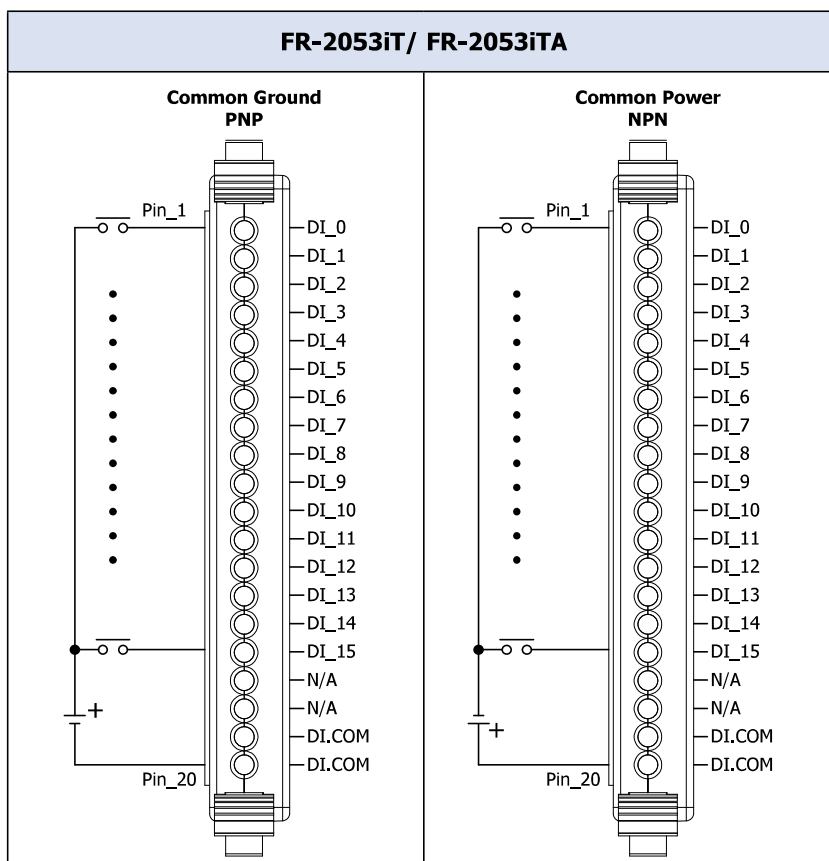 FR-2053iT/ FR-2053iTA
Common Ground
PNP
Pin_1
DI_0
DI_1
DI_2
DI_3
DI_4
DI_5
DI_6
DI_7
DI_8
DI_9
DI_10
DI_11
DI_12
DI_13
DI_14
DI_15
N/A
N/A
+
DI.COM
DI.COM
Pin_20
Common Power
NPN
Pin_1
DI_0
DI_1
DI_2
DI_3
DI_4
DI_5
DI_6
DI_7
DI_8
DI_9
DI_10
DI_11
DI_12
DI_13
DI_14
DI_15
N/A
N/A
+
DI.COM
DI.COM
Pin_20